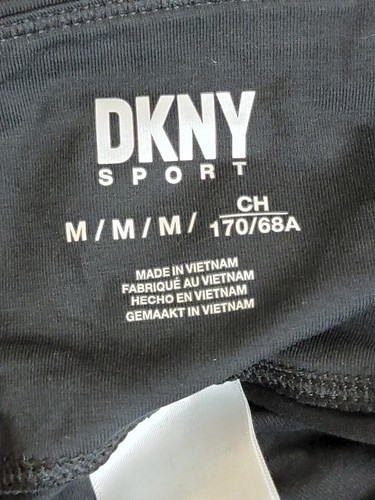 DKNY
SPORT
M / M / M / CH
170/68A
MADE IN VIETNAM
FABRIQUÉ AU VIETNAM
HECHO EN VIETNAM
GEMAAKT IN VIETNAM